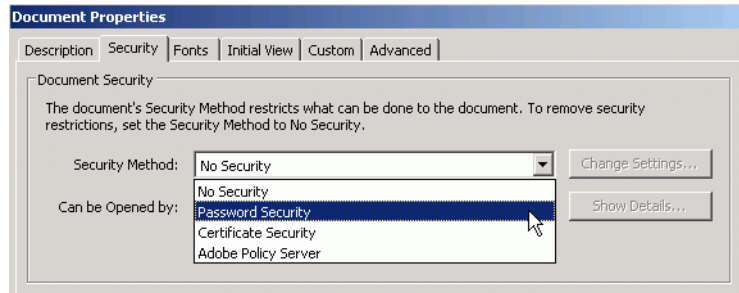 Document Properties
Description Security Fonts Initial View Custom Advanced
Document Security
The document's Security Method restricts what can be done to the document. To remove security
restrictions, set the Security Method to No Security.
Security Method: No Security Change Settings...
No Security
Can be Opened by: Password Security Show Details...
Certificate Security
Adobe Policy Server